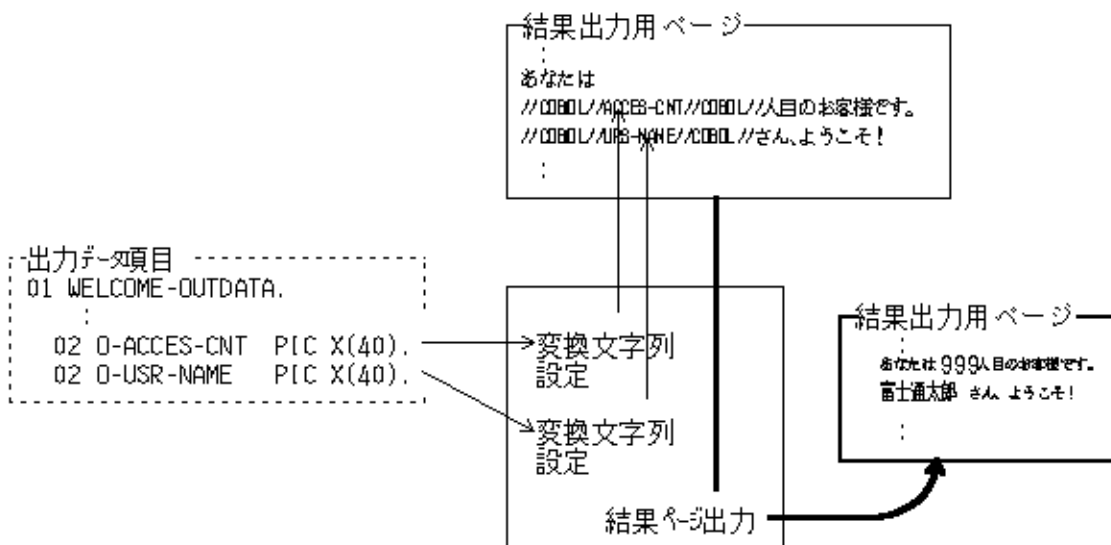 結果出力用ページ
:
あなたは
//COBOL//ACCES-CNT//COBOL//人目のお客様です。
//COBOL//URS-NAME//COBOL//さん、ようこそ!
:
出力データ項目
01 WELCOME-OUTDATA.
:
02 O-ACCES-CNT PIC X(40).
02 O-USR-NAME PIC X(40).
変換文字列
設定
変換文字列
設定
結果ページ出力
結果出力用ページ
:
あなたは999人目のお客様です。
富士通太郎 さん、ようこそ!
: